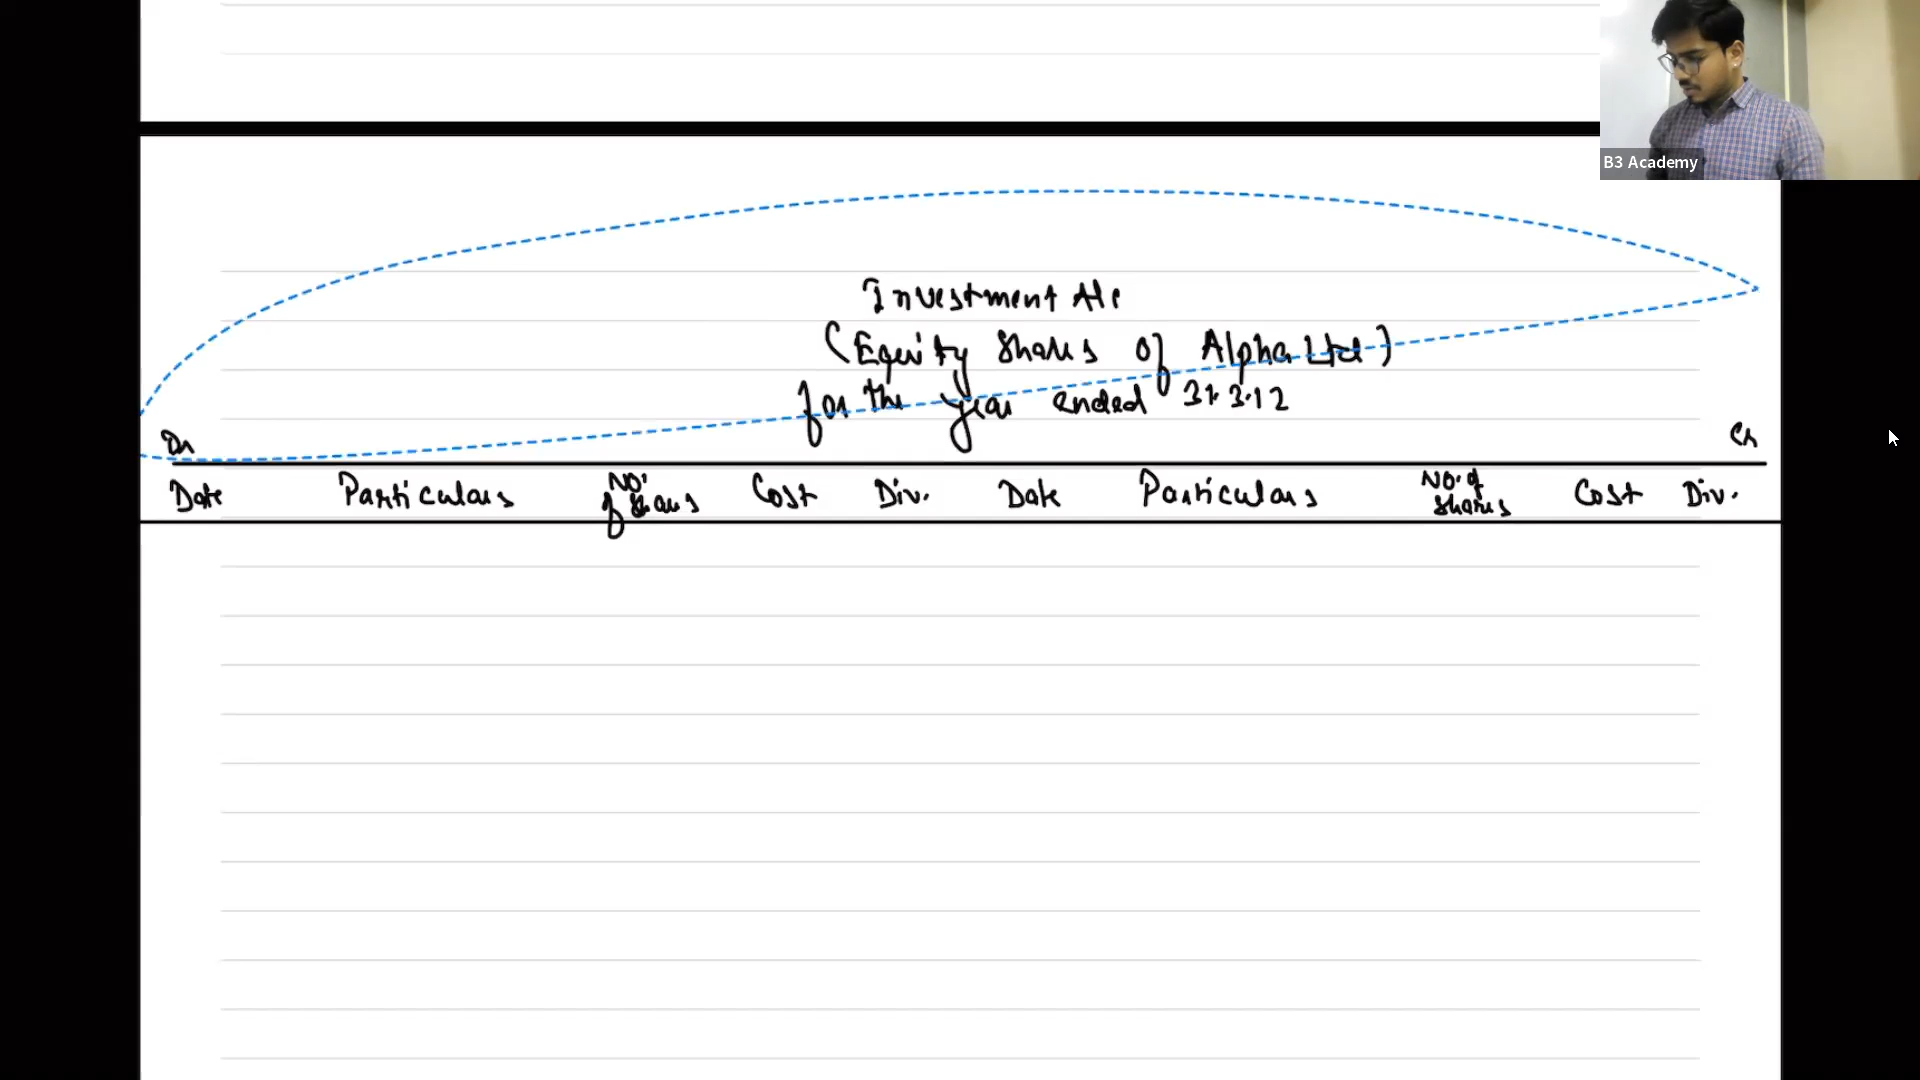 B3 Academy
Investment A/c
(Equity Shares of Alpha Ltd)
for the year ended 31.3.12
Dr Cr
Date Particulars No. of Shares Cost Div. Date Particulars No. of Shares Cost Div.